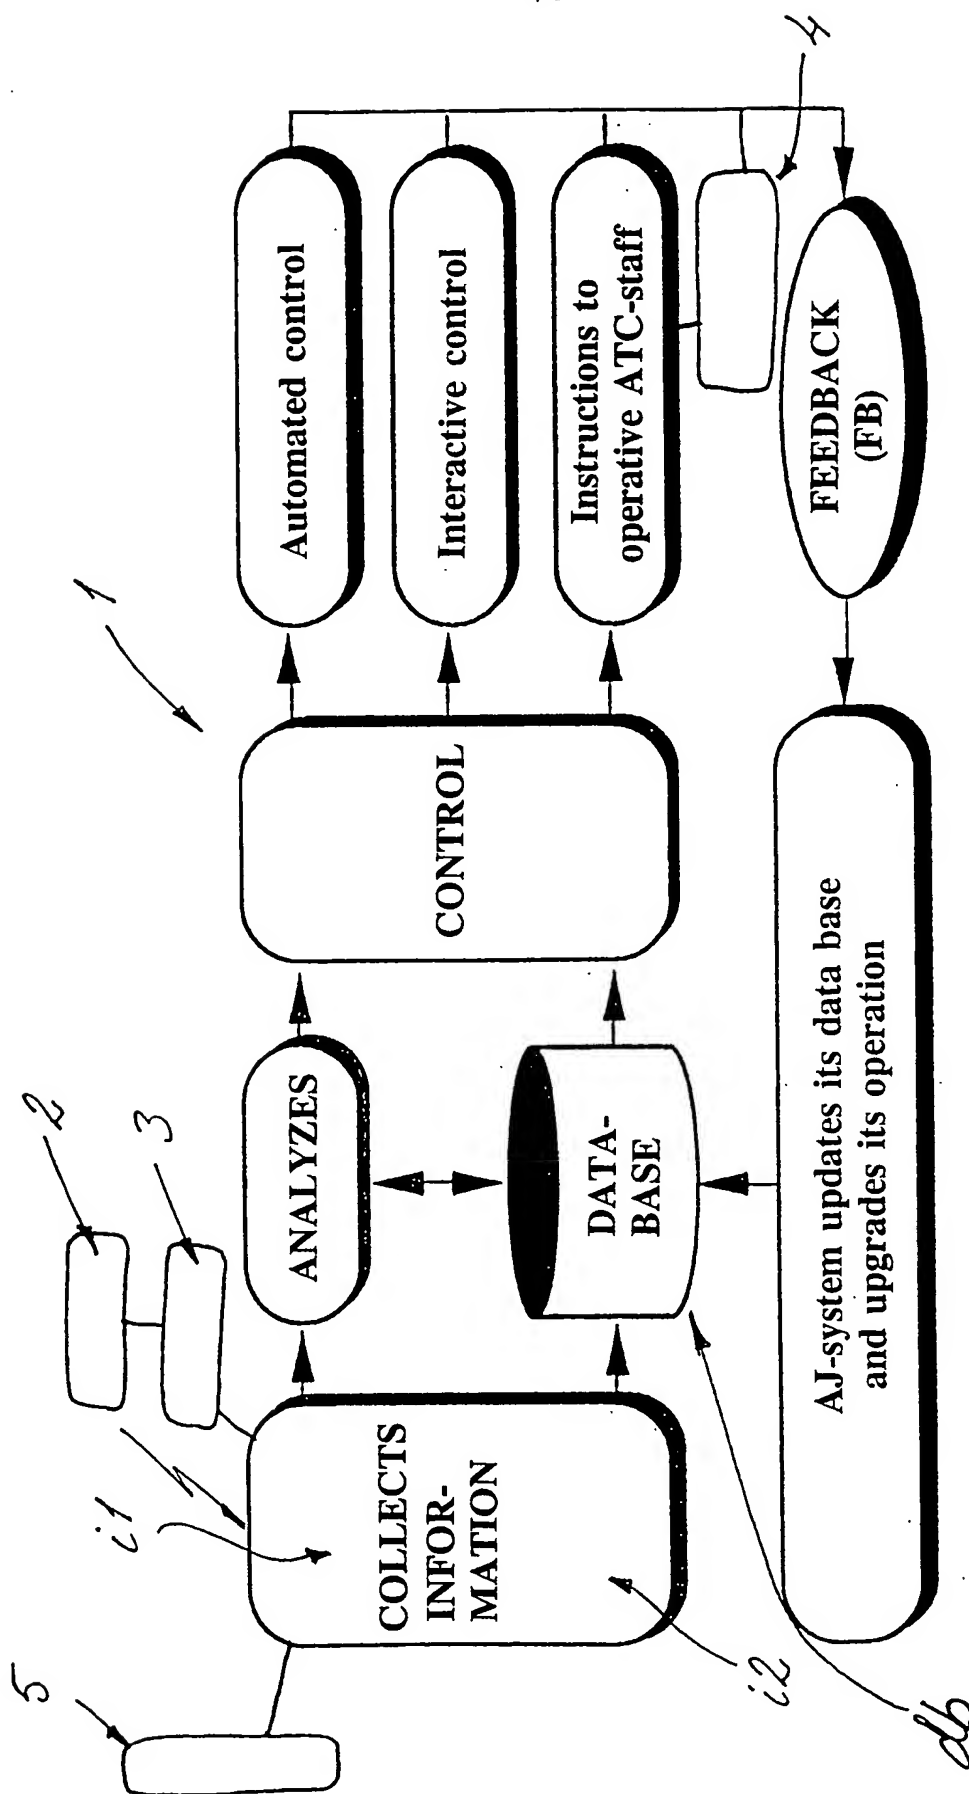 1
2
3
4
5
i1
i2
db
COLLECTS
INFOR-
MATION
ANALYZES
DATA-
BASE
CONTROL
Automated control
Interactive control
Instructions to
operative ATC-staff
FEEDBACK
(FB)
AJ-system updates its data base
and upgrades its operation